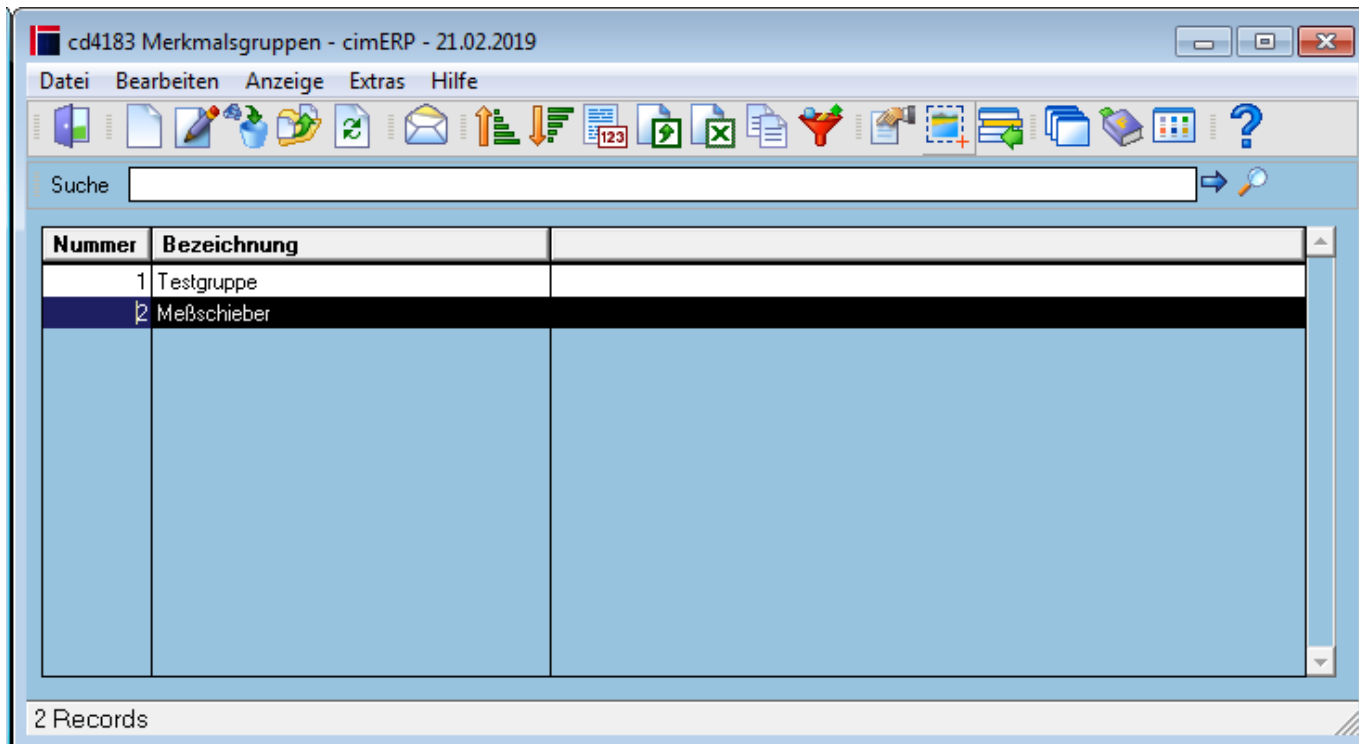 cd4183 Merkmalsgruppen - cimERP - 21.02.2019
Datei Bearbeiten Anzeige Extras Hilfe
123
Suche
Nummer Bezeichnung
1 Testgruppe
2 Meßschieber
2 Records